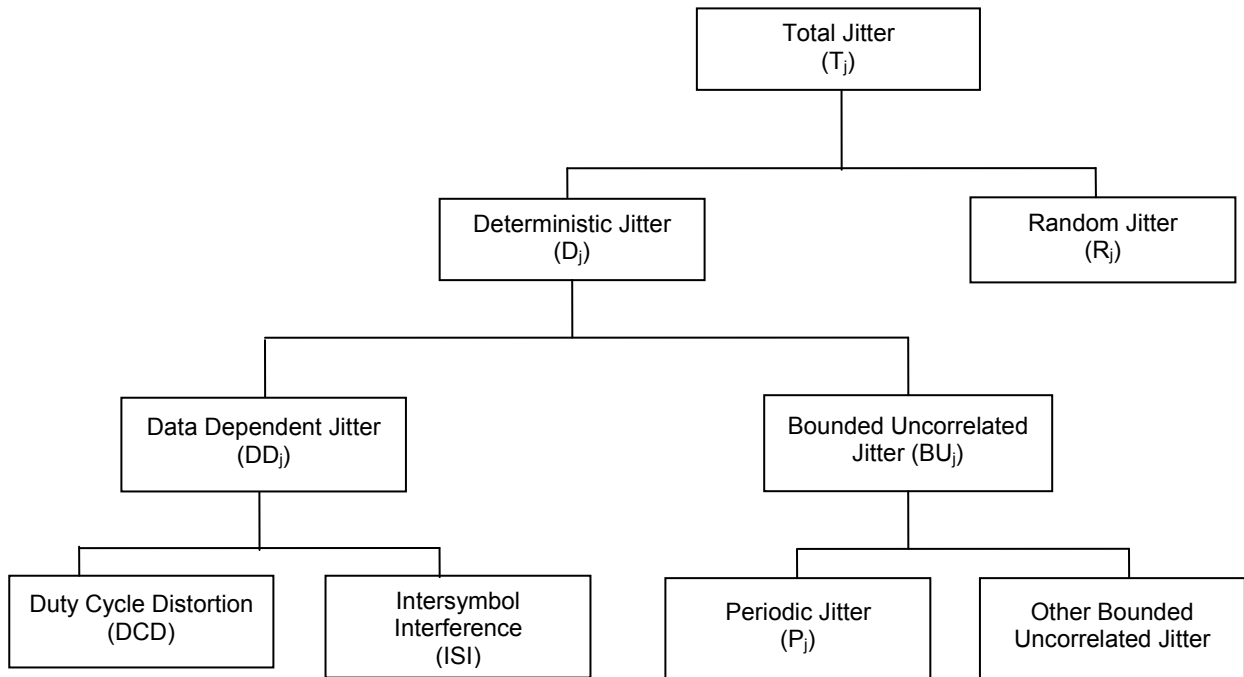 Total Jitter
(Tj)
Deterministic Jitter
(Dj)
Random Jitter
(Rj)
Data Dependent Jitter
(DDj)
Bounded Uncorrelated
Jitter (BUj)
Duty Cycle Distortion
(DCD)
Intersymbol
Interference
(ISI)
Periodic Jitter
(Pj)
Other Bounded
Uncorrelated Jitter